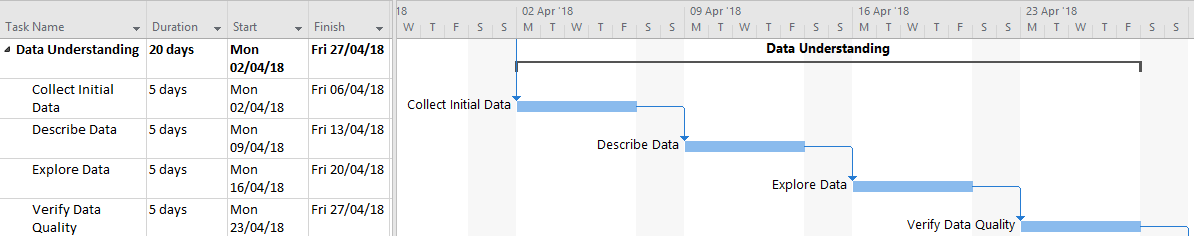 Task Name Duration Start Finish
Data Understanding 20 days Mon 02/04/18 Fri 27/04/18
Collect Initial Data 5 days Mon 02/04/18 Fri 06/04/18
Describe Data 5 days Mon 09/04/18 Fri 13/04/18
Explore Data 5 days Mon 16/04/18 Fri 20/04/18
Verify Data Quality 5 days Mon 23/04/18 Fri 27/04/18
18 02 Apr '18 09 Apr '18 16 Apr '18 23 Apr '18
W T F S S M T W T F S S M T W T F S S M T W T F S S M T W T F S S
Data Understanding
Collect Initial Data
Describe Data
Explore Data
Verify Data Quality